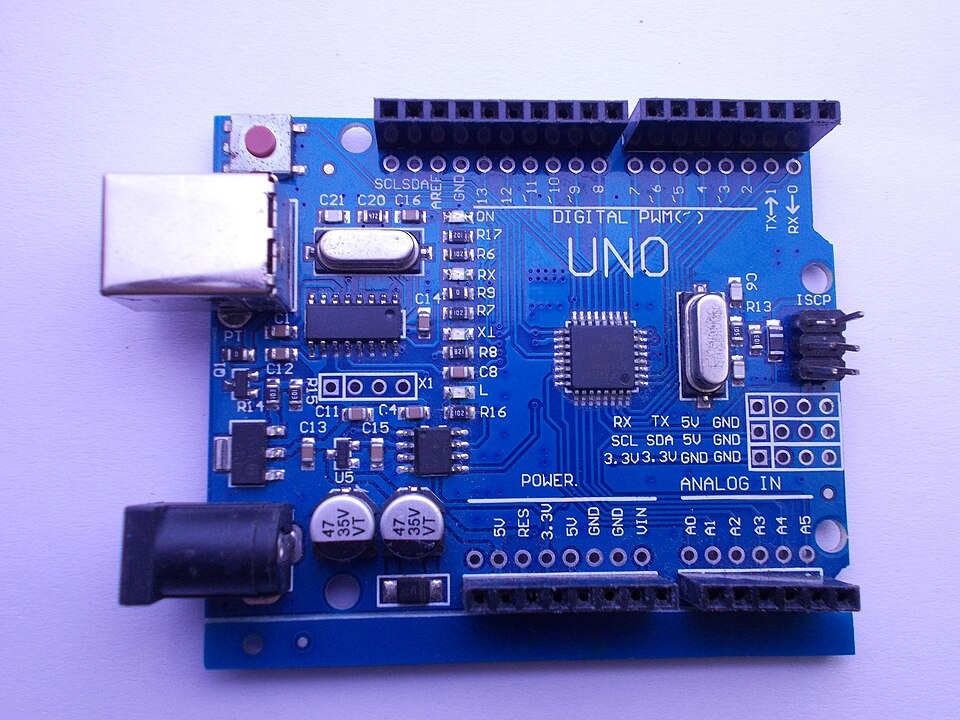 SCL SDA AREF GND 13 12 ~11 ~10 ~9 8 7 ~6 ~5 4 ~3 2 TX→1 RX←0
DIGITAL PWM(~)
UNO
C21 C20 C16
ON
R17
R6
RX
R9
R7
XT
R8
C8
L
R16
C14
C1
PT
C12
R14
R15
X1
C11 C4
C13 C15
U5
47
35V
VT
47
35V
VT
C6
R13
ISCP
RX TX 5V GND
SCL SDA 5V GND
3.3V 3.3V GND GND
POWER.
ANALOG IN
5V RES 3.3V 5V GND GND VIN
A0 A1 A2 A3 A4 A5